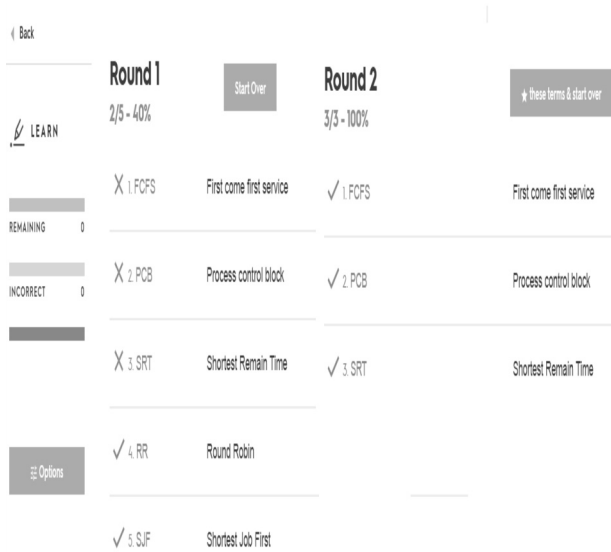 Back
LEARN
REMAINING 0
INCORRECT 0
Options
Round 1
2/5 - 40%
Start Over
1. FCFS First come first service
2. PCB Process control block
3. SRT Shortest Remain Time
4. RR Round Robin
5. SJF Shortest Job First
Round 2
3/3 - 100%
★ these terms & start over
1. FCFS First come first service
2. PCB Process control block
3. SRT Shortest Remain Time